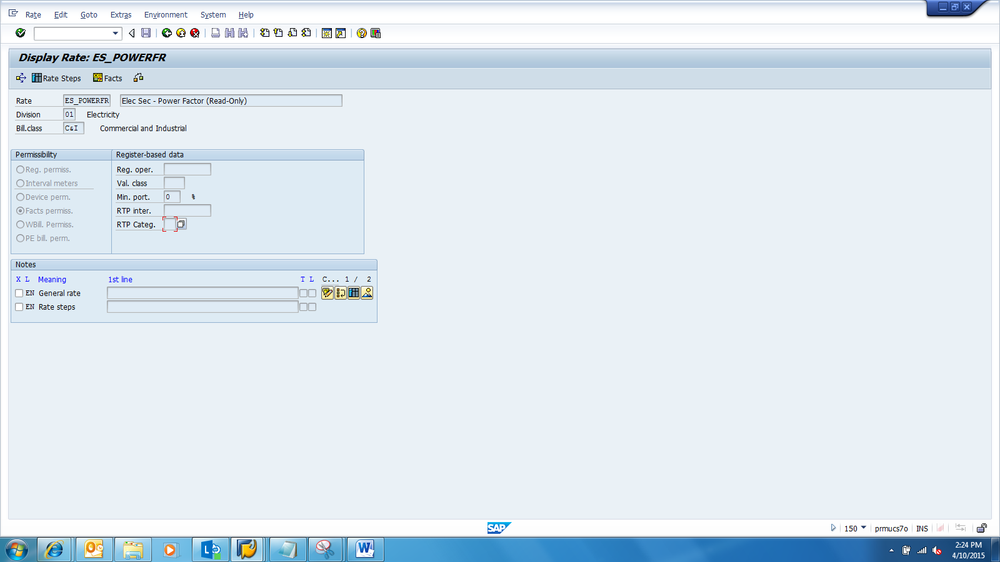 Rate Edit Goto Extras Environment System Help
Display Rate: ES_POWERFR
Rate Steps Facts
Rate ES_POWERFR Elec Sec - Power Factor (Read-Only)
Division 01 Electricity
Bill.class C&I Commercial and Industrial
Permissibility Register-based data
Reg. permiss. Reg. oper.
Interval meters Val. class
Device perm. Min. port. 0 %
Facts permiss. RTP inter.
WBill. Permiss. RTP Categ.
PE bill. perm.
Notes
X L Meaning 1st line T L C... 1 / 2
EN General rate
EN Rate steps
SAP
150 prmucs7o INS
2:24 PM
4/10/2015